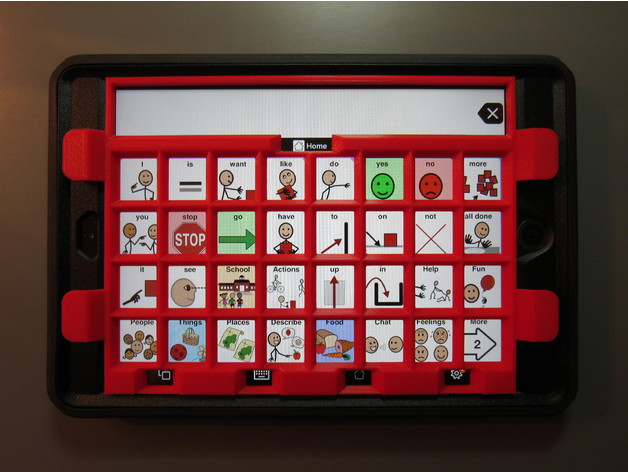 Home
I is want like do yes no more
you stop go have to on not all done
STOP
it see School Actions up in Help Fun
People Things Places Describe Food Chat Feelings More
2